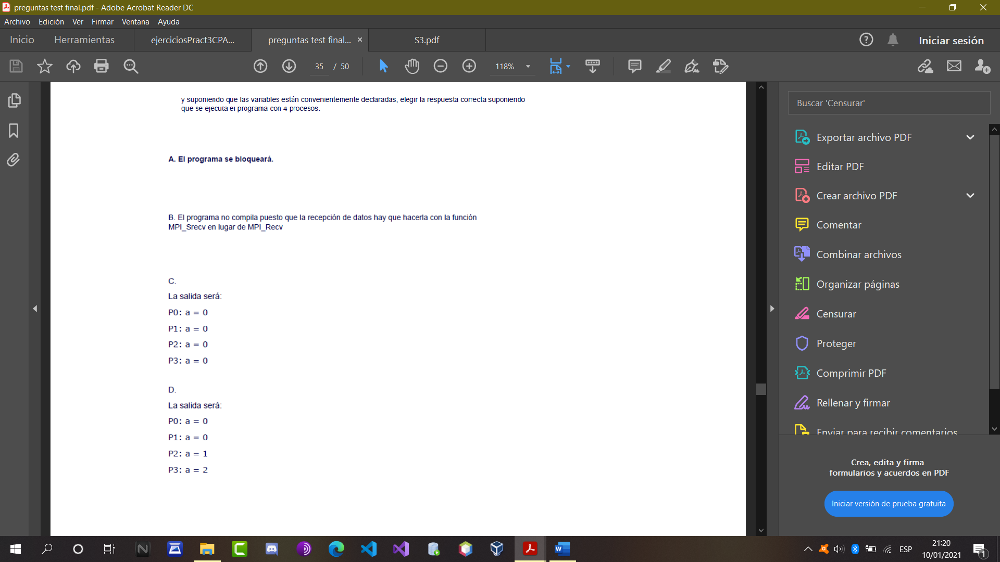 preguntas test final.pdf - Adobe Acrobat Reader DC
Archivo Edición Ver Firmar Ventana Ayuda
Inicio Herramientas ejerciciosPract3CPA... preguntas test final... × S3.pdf Iniciar sesión
35 / 50 118%
y suponiendo que las variables están convenientemente declaradas, elegir la respuesta correcta suponiendo
que se ejecuta el programa con 4 procesos.
A. El programa se bloqueará.
B. El programa no compila puesto que la recepción de datos hay que hacerla con la función
MPI_Srecv en lugar de MPI_Recv
C.
La salida será:
P0: a = 0
P1: a = 0
P2: a = 0
P3: a = 0
D.
La salida será:
P0: a = 0
P1: a = 0
P2: a = 1
P3: a = 2
Buscar 'Censurar'
Exportar archivo PDF
Editar PDF
Crear archivo PDF
Comentar
Combinar archivos
Organizar páginas
Censurar
Proteger
Comprimir PDF
Rellenar y firmar
Enviar para recibir comentarios
Crea, edita y firma
formularios y acuerdos en PDF
Iniciar versión de prueba gratuita
ESP
21:20
10/01/2021
1